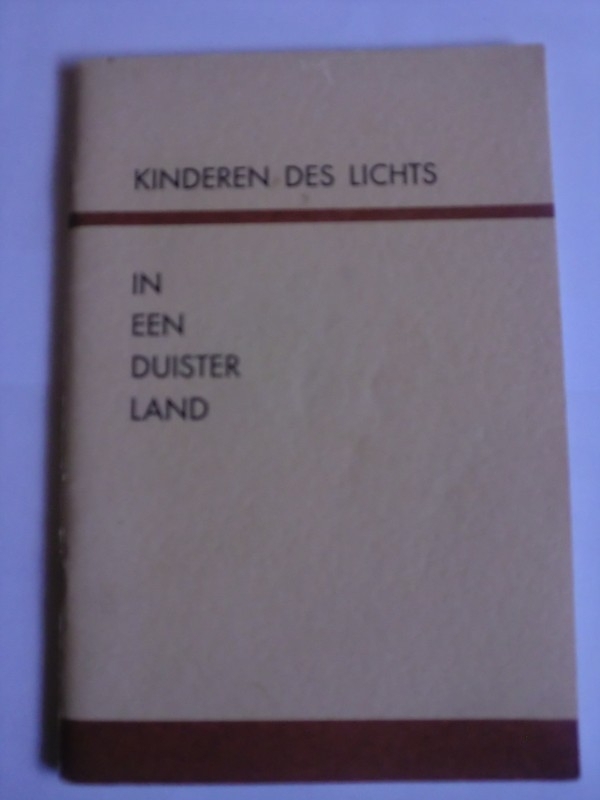 KINDEREN DES LICHTS
IN
EEN
DUISTER
LAND